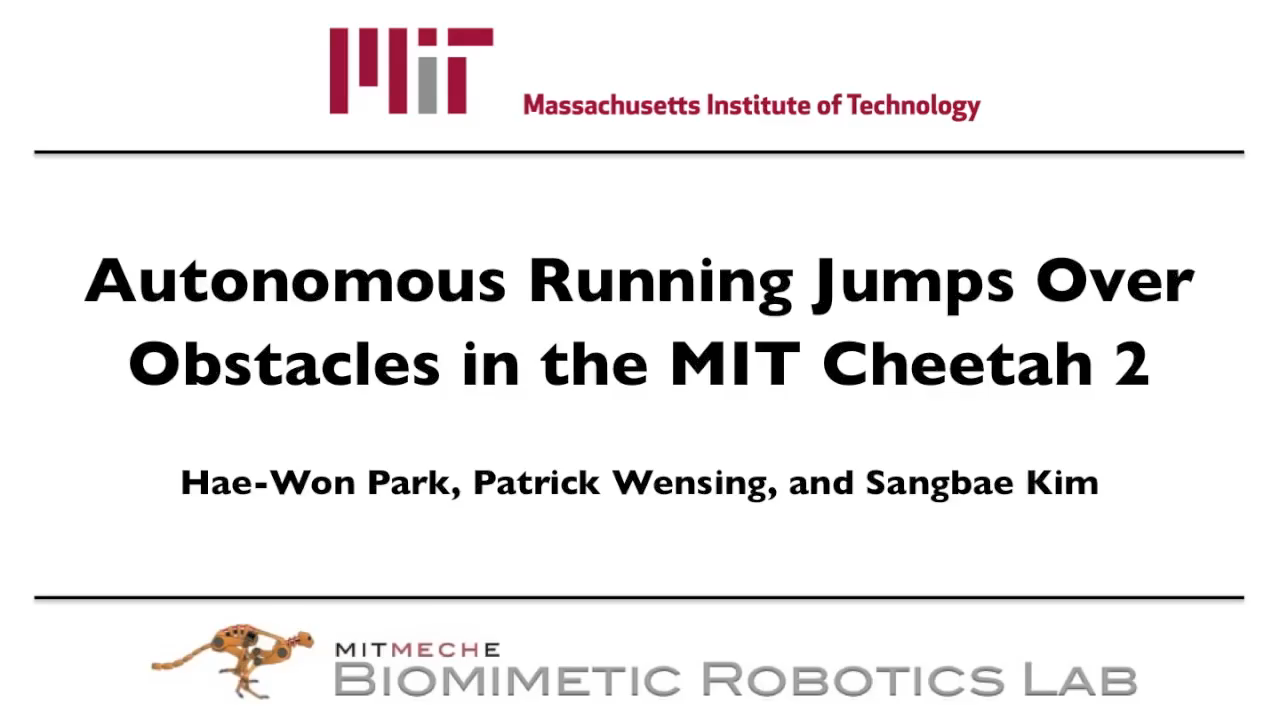 MiT
Massachusetts Institute of Technology
Autonomous Running Jumps Over
Obstacles in the MIT Cheetah 2
Hae-Won Park, Patrick Wensing, and Sangbae Kim
MITMECHE
BIOMIMETIC ROBOTICS LAB